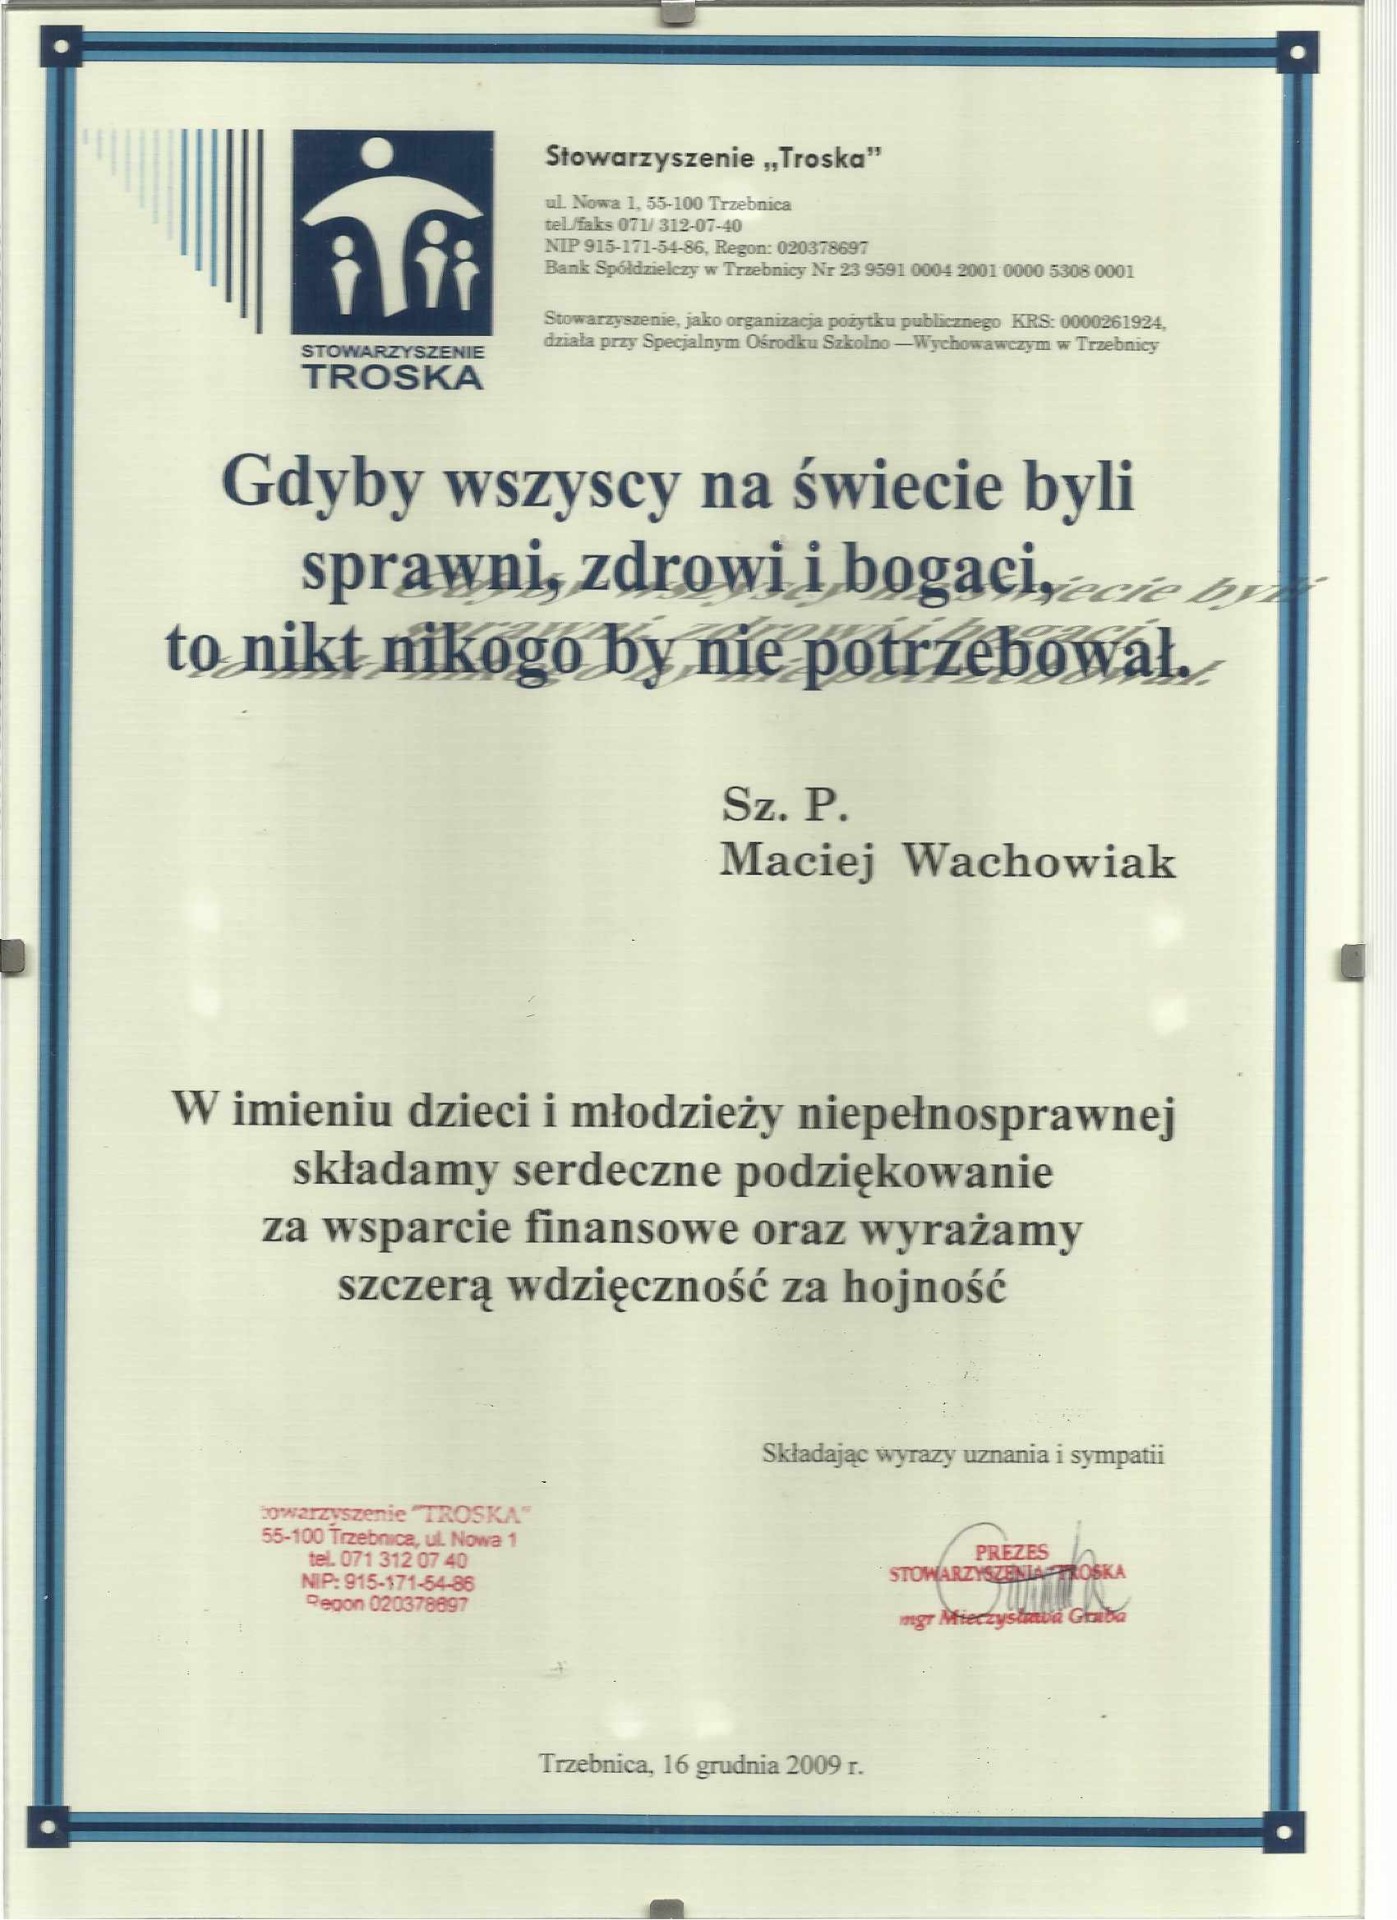 Stowarzyszenie „Troska”
ul. Nowa 1, 55-100 Trzebnica
tel./faks 071/ 312-07-40
NIP 915-171-54-86, Regon: 020378697
Bank Spółdzielczy w Trzebnicy Nr 23 9591 0004 2001 0000 5308 0001
Stowarzyszenie, jako organizacja pożytku publicznego KRS: 0000261924,
działa przy Specjalnym Ośrodku Szkolno —Wychowawczym w Trzebnicy
STOWARZYSZENIE
TROSKA
Gdyby wszyscy na świecie byli
sprawni, zdrowi i bogaci,
to nikt nikogo by nie potrzebował.
Sz. P.
Maciej Wachowiak
W imieniu dzieci i młodzieży niepełnosprawnej
składamy serdeczne podziękowanie
za wsparcie finansowe oraz wyrażamy
szczerą wdzięczność za hojność
Składając wyrazy uznania i sympatii
towarzyszenie "TROSKA"
55-100 Trzebnica, ul. Nowa 1
tel. 071 312 07 40
NIP: 915-171-54-86
Regon 020378697
PREZES
STOWARZYSZENIA "TROSKA
mgr Mieczysława Gruba
Trzebnica, 16 grudnia 2009 r.